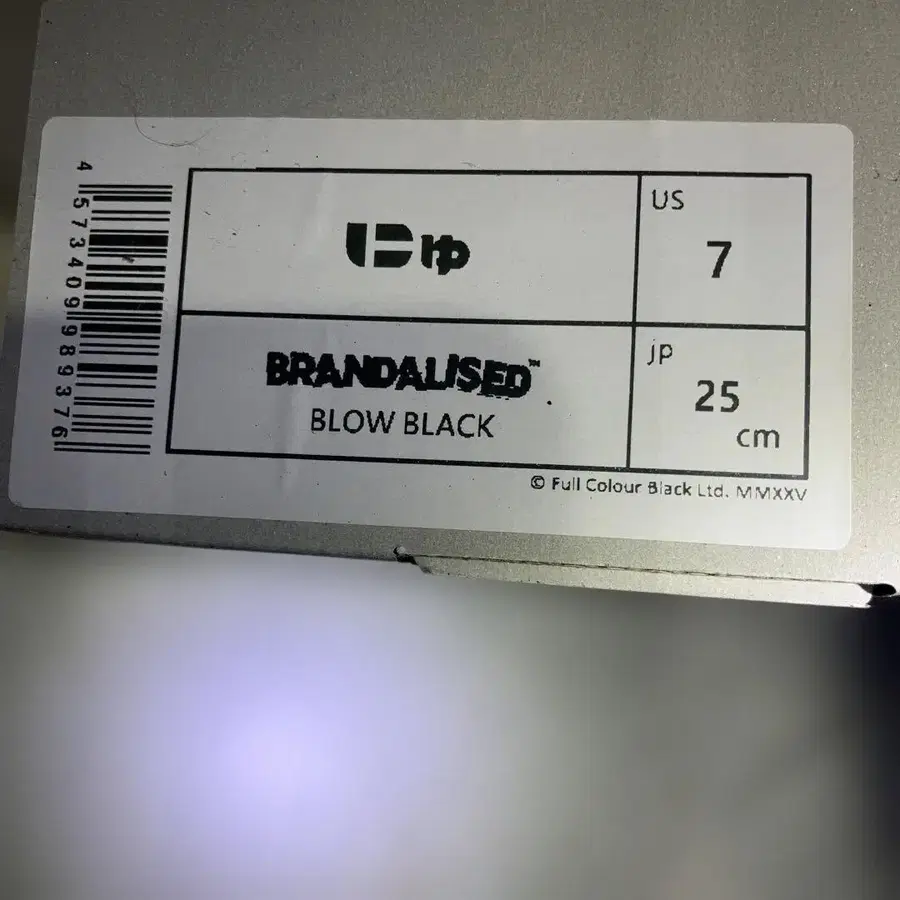 4573409989376
US
7
BRANDALISED™
BLOW BLACK
jp
25
cm
© Full Colour Black Ltd. MMXXV